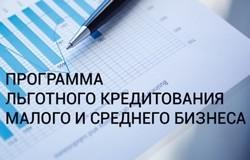 ПРОГРАММА
ЛЬГОТНОГО КРЕДИТОВАНИЯ
МАЛОГО И СРЕДНЕГО БИЗНЕСА